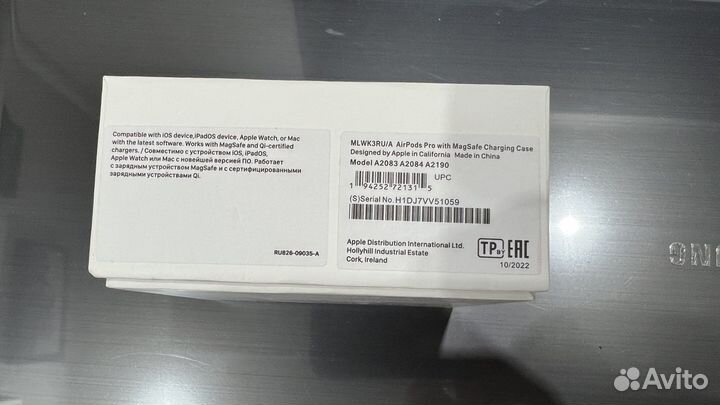 Compatible with iOS device,iPadOS device, Apple Watch, or Mac
with the latest software. Works with MagSafe and Qi-certified
chargers. / Совместимо с устройством iOS, iPadOS,
Apple Watch или Mac с новейшей версией ПО. Работает
с зарядным устройством MagSafe и с сертифицированными
зарядными устройствами Qi.
RU826-09035-A
MLWK3RU/A AirPods Pro with MagSafe Charging Case
Designed by Apple in California Made in China
Model A2083 A2084 A2190
UPC
1 94252 72131 5
(S)Serial No.H1DJ7VV51059
Apple Distribution International Ltd.
Hollyhill Industrial Estate
Cork, Ireland
TP BY EAC
10/2022
UNG
Avito